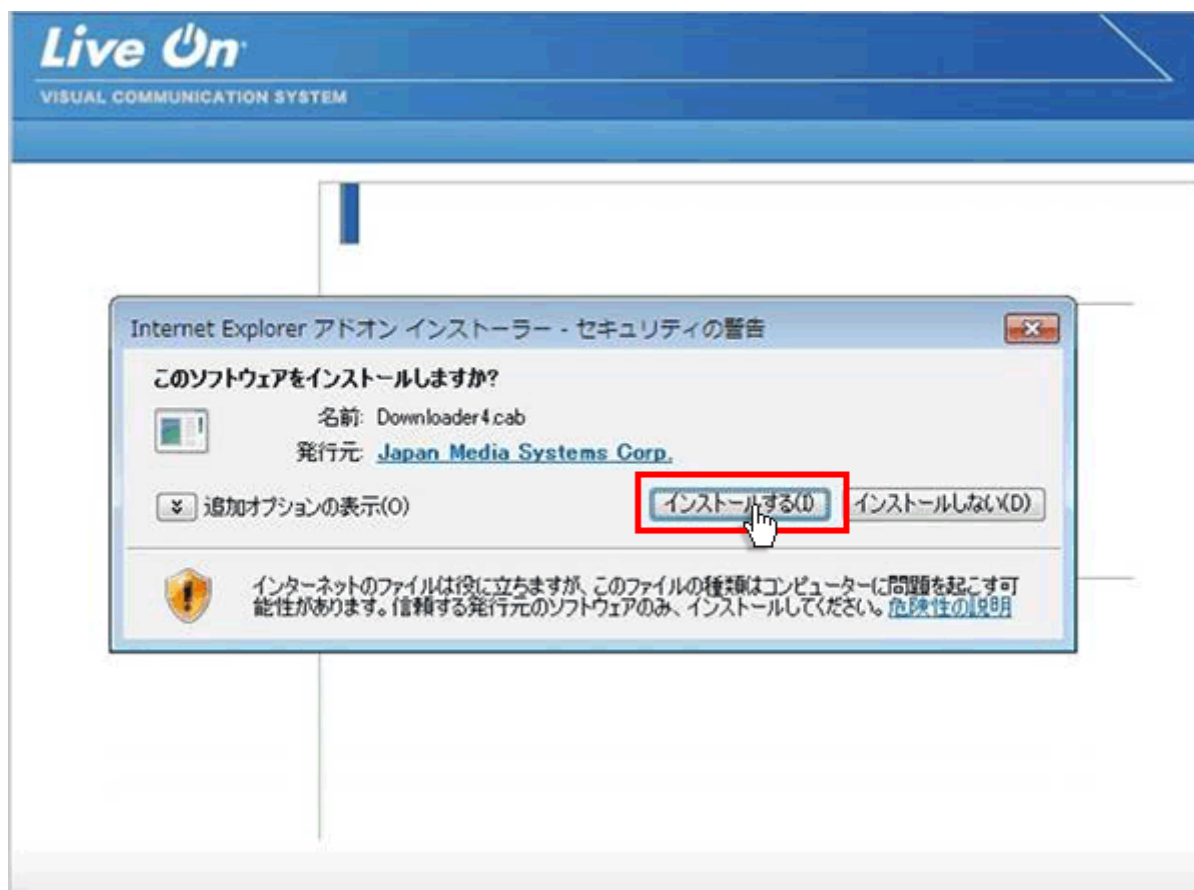 Live On
VISUAL COMMUNICATION SYSTEM
Internet Explorer アドオン インストーラー - セキュリティの警告
このソフトウェアをインストールしますか?
名前: Downloader4.cab
発行元: Japan Media Systems Corp.
追加オプションの表示(O)
インストールする(I)
インストールしない(D)
インターネットのファイルは役に立ちますが、このファイルの種類はコンピューターに問題を起こす可
能性があります。信頼する発行元のソフトウェアのみ、インストールしてください。危険性の説明